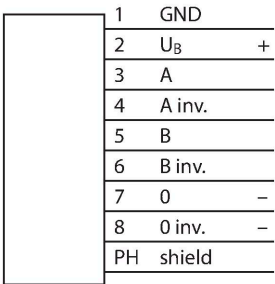 1 GND
2 U_B +
3 A
4 A inv.
5 B
6 B inv.
7 0 –
8 0 inv. –
PH shield